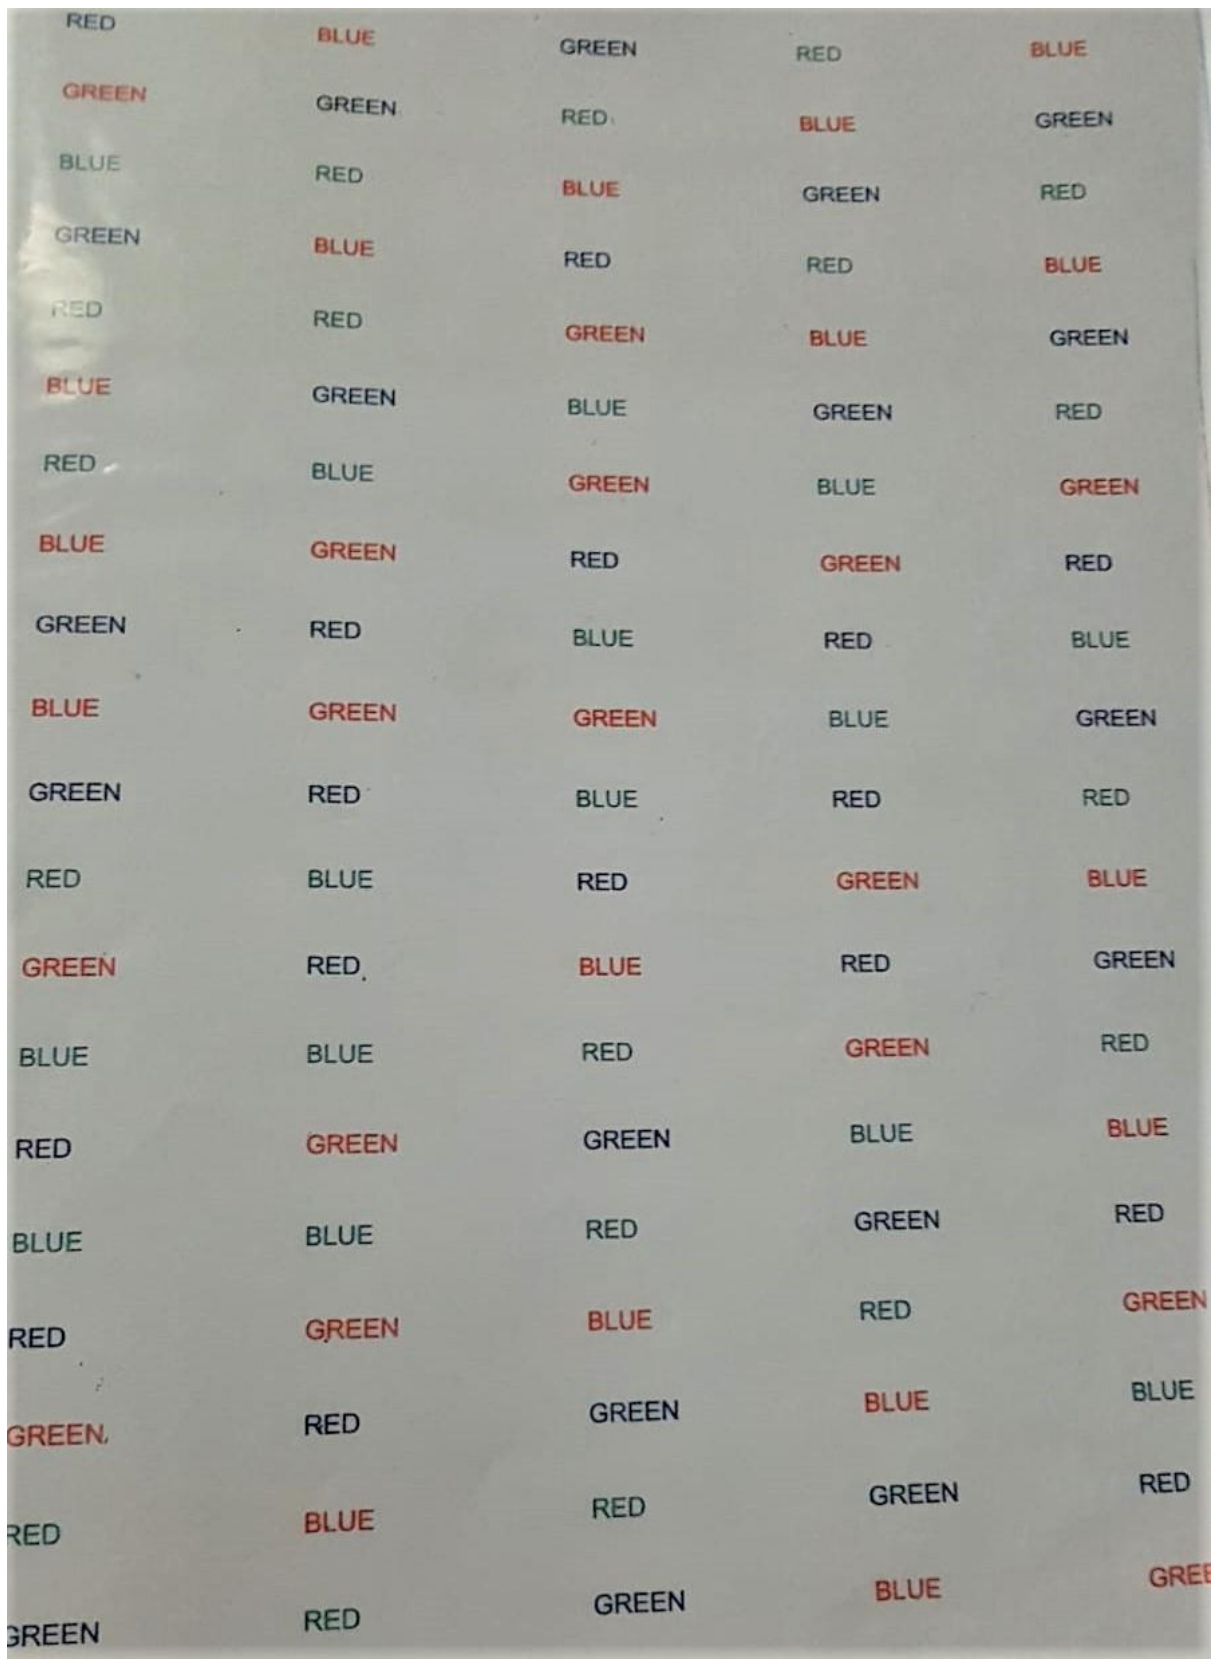 RED BLUE GREEN RED BLUE
GREEN GREEN RED BLUE GREEN
BLUE RED BLUE GREEN RED
GREEN BLUE RED RED BLUE
RED RED GREEN BLUE GREEN
BLUE GREEN BLUE GREEN RED
RED BLUE GREEN BLUE GREEN
BLUE GREEN RED GREEN RED
GREEN RED BLUE RED BLUE
BLUE GREEN GREEN BLUE GREEN
GREEN RED BLUE RED RED
RED BLUE RED GREEN BLUE
GREEN RED BLUE RED GREEN
BLUE BLUE RED GREEN RED
RED GREEN GREEN BLUE BLUE
BLUE BLUE RED GREEN RED
RED GREEN BLUE RED GREEN
GREEN RED GREEN BLUE BLUE
RED BLUE RED GREEN RED
GREEN RED GREEN BLUE GREE